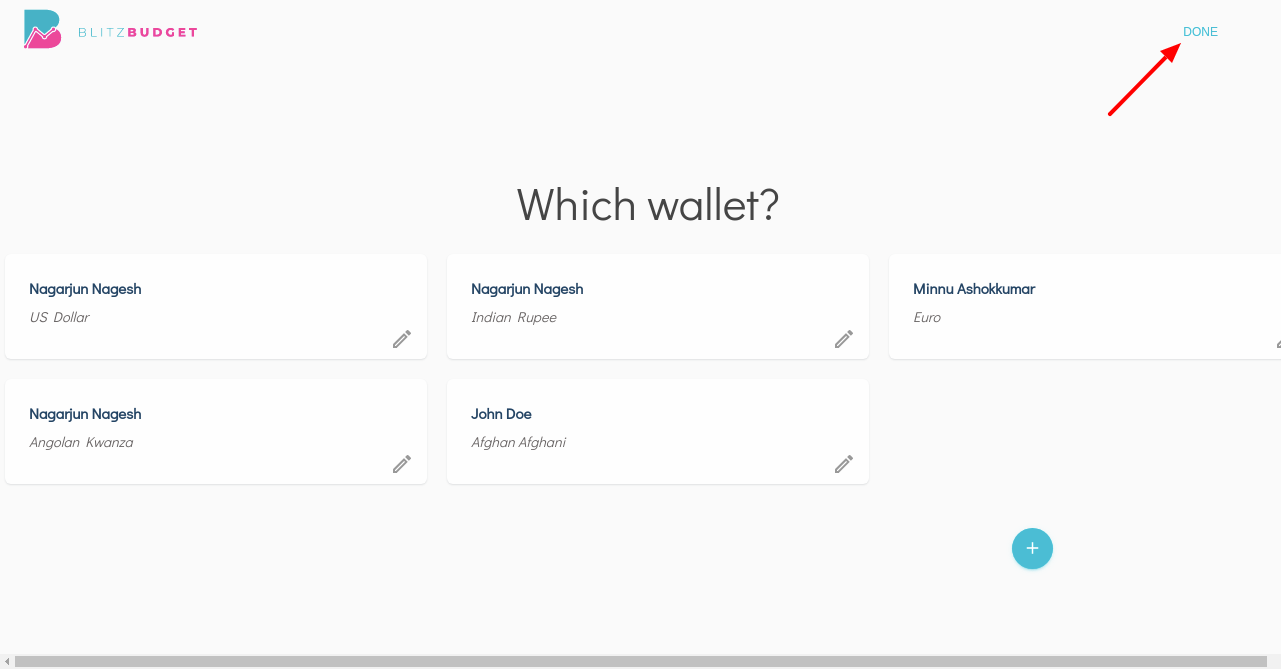 BLITZBUDGET
DONE
Which wallet?
Nagarjun Nagesh
US Dollar
Nagarjun Nagesh
Indian Rupee
Minnu Ashokkumar
Euro
Nagarjun Nagesh
Angolan Kwanza
John Doe
Afghan Afghani